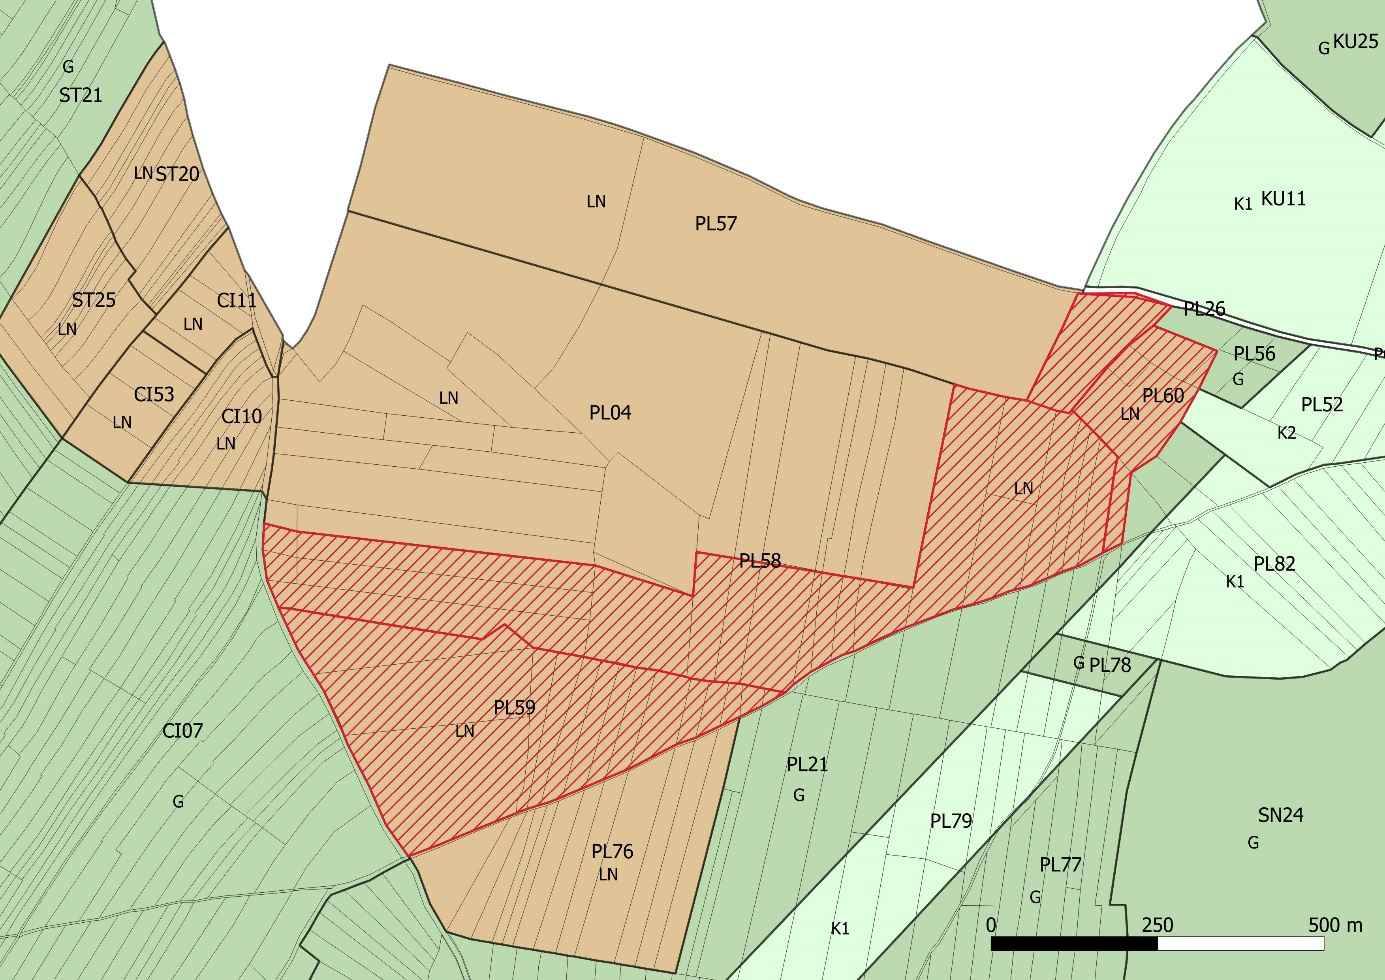 G KU25
G
ST21
LN ST20
K1 KU11
LN
PL57
ST25
LN
CI11
LN
PL26
PL56
G
CI53
LN
CI10
LN
LN
PL04
PL60
LN
PL52
K2
LN
PL58
PL82
K1
G PL78
PL59
LN
CI07
G
PL21
G
PL79
SN24
G
PL76
LN
PL77
G
K1
0 250 500 m